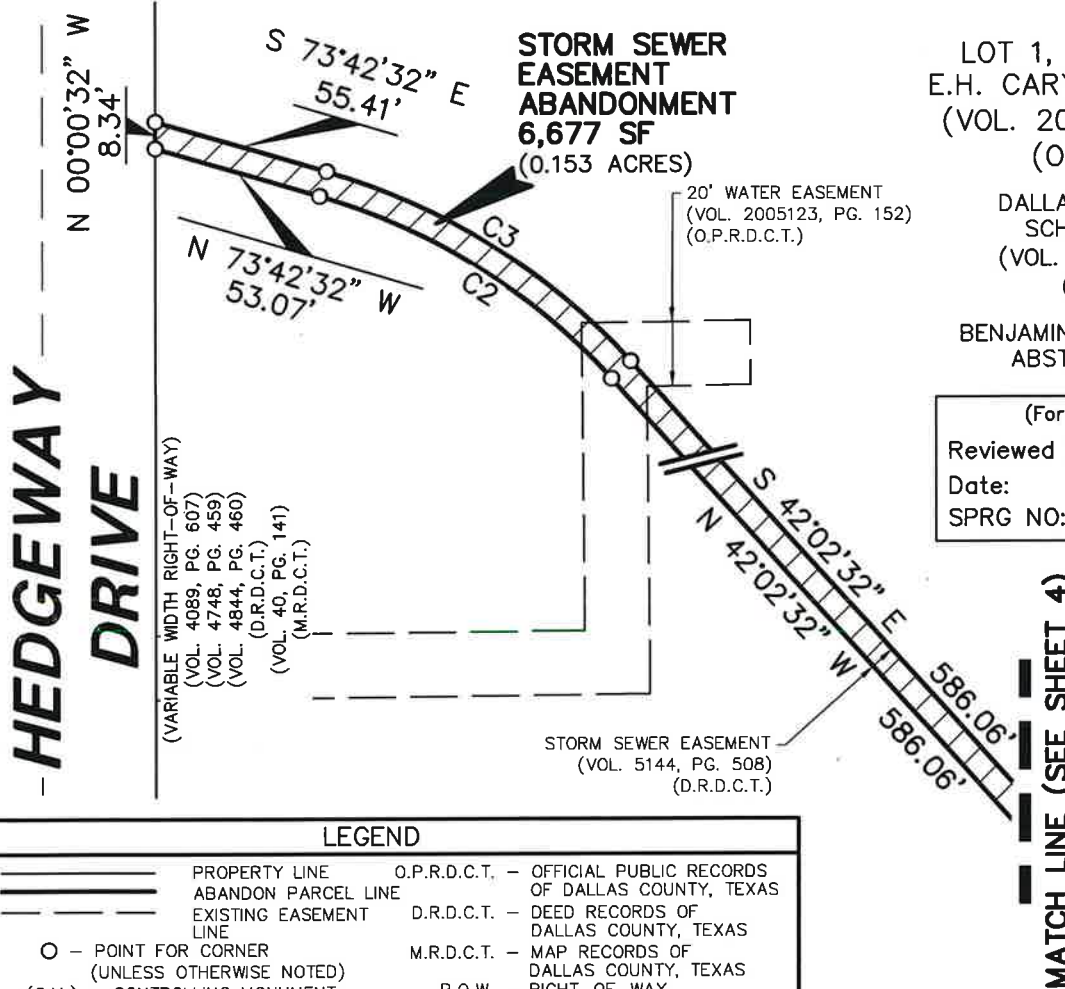 N 00°00'32" W
8.34'
S 73°42'32" E
55.41'
STORM SEWER
EASEMENT
ABANDONMENT
6,677 SF
(0.153 ACRES)
LOT 1,
E.H. CARY
(VOL. 20
(O
DALLA
SCH
(VOL.
(
BENJAMIN
ABST
20' WATER EASEMENT
(VOL. 2005123, PG. 152)
(O.P.R.D.C.T.)
C3
C2
N 73°42'32" W
53.07'
(For
Reviewed
Date:
SPRG NO:
HEDGEWAY
DRIVE
(VARIABLE WIDTH RIGHT-OF-WAY)
(VOL. 4089, PG. 607)
(VOL. 4748, PG. 459)
(VOL. 4844, PG. 460)
(D.R.D.C.T.)
(VOL. 40, PG. 141)
(M.R.D.C.T.)
S 42°02'32" E
586.06'
N 42°02'32" W
586.06'
STORM SEWER EASEMENT
(VOL. 5144, PG. 508)
(D.R.D.C.T.)
MATCH LINE (SEE SHEET 4)
LEGEND
PROPERTY LINE
ABANDON PARCEL LINE
EXISTING EASEMENT
LINE
O – POINT FOR CORNER
(UNLESS OTHERWISE NOTED)
CONTROLLING MONUMENT
O.P.R.D.C.T. – OFFICIAL PUBLIC RECORDS
OF DALLAS COUNTY, TEXAS
D.R.D.C.T. – DEED RECORDS OF
DALLAS COUNTY, TEXAS
M.R.D.C.T. – MAP RECORDS OF
DALLAS COUNTY, TEXAS
R.O.W. – RIGHT OF WAY